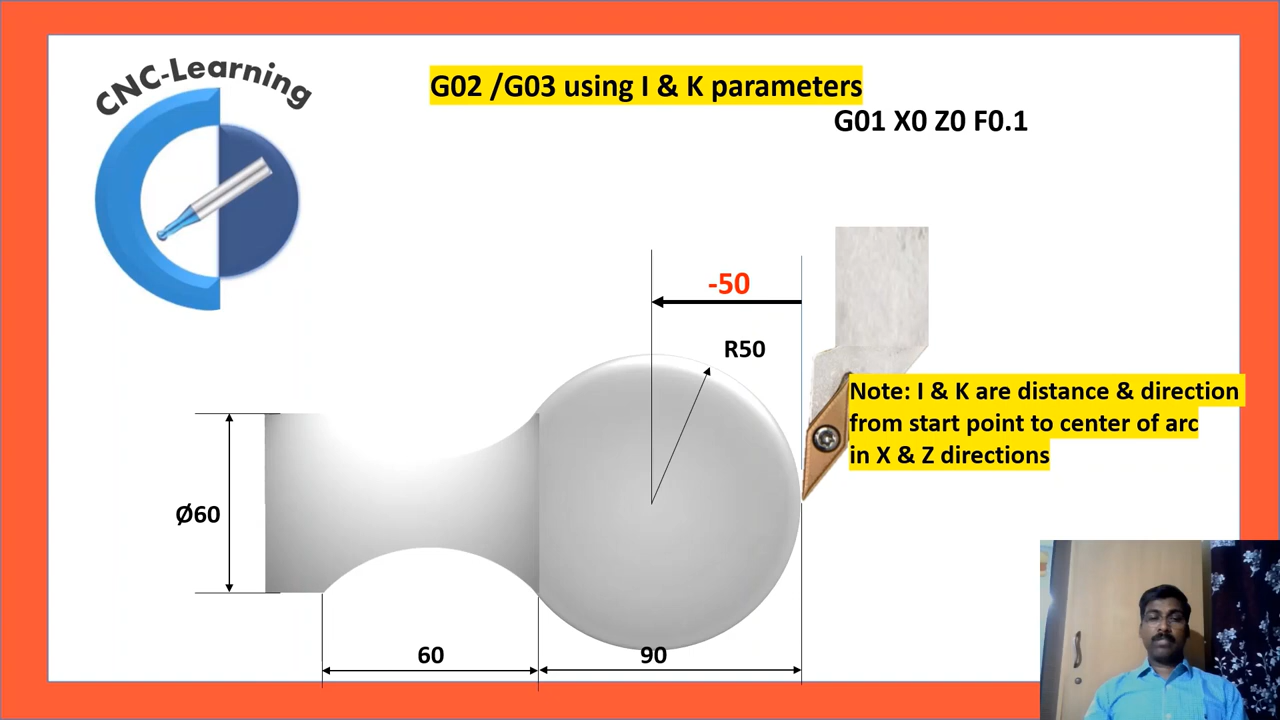 CNC-Learning
G02 /G03 using I & K parameters
G01 X0 Z0 F0.1
-50
R50
Note: I & K are distance & direction
from start point to center of arc
in X & Z directions
Ø60
60
90